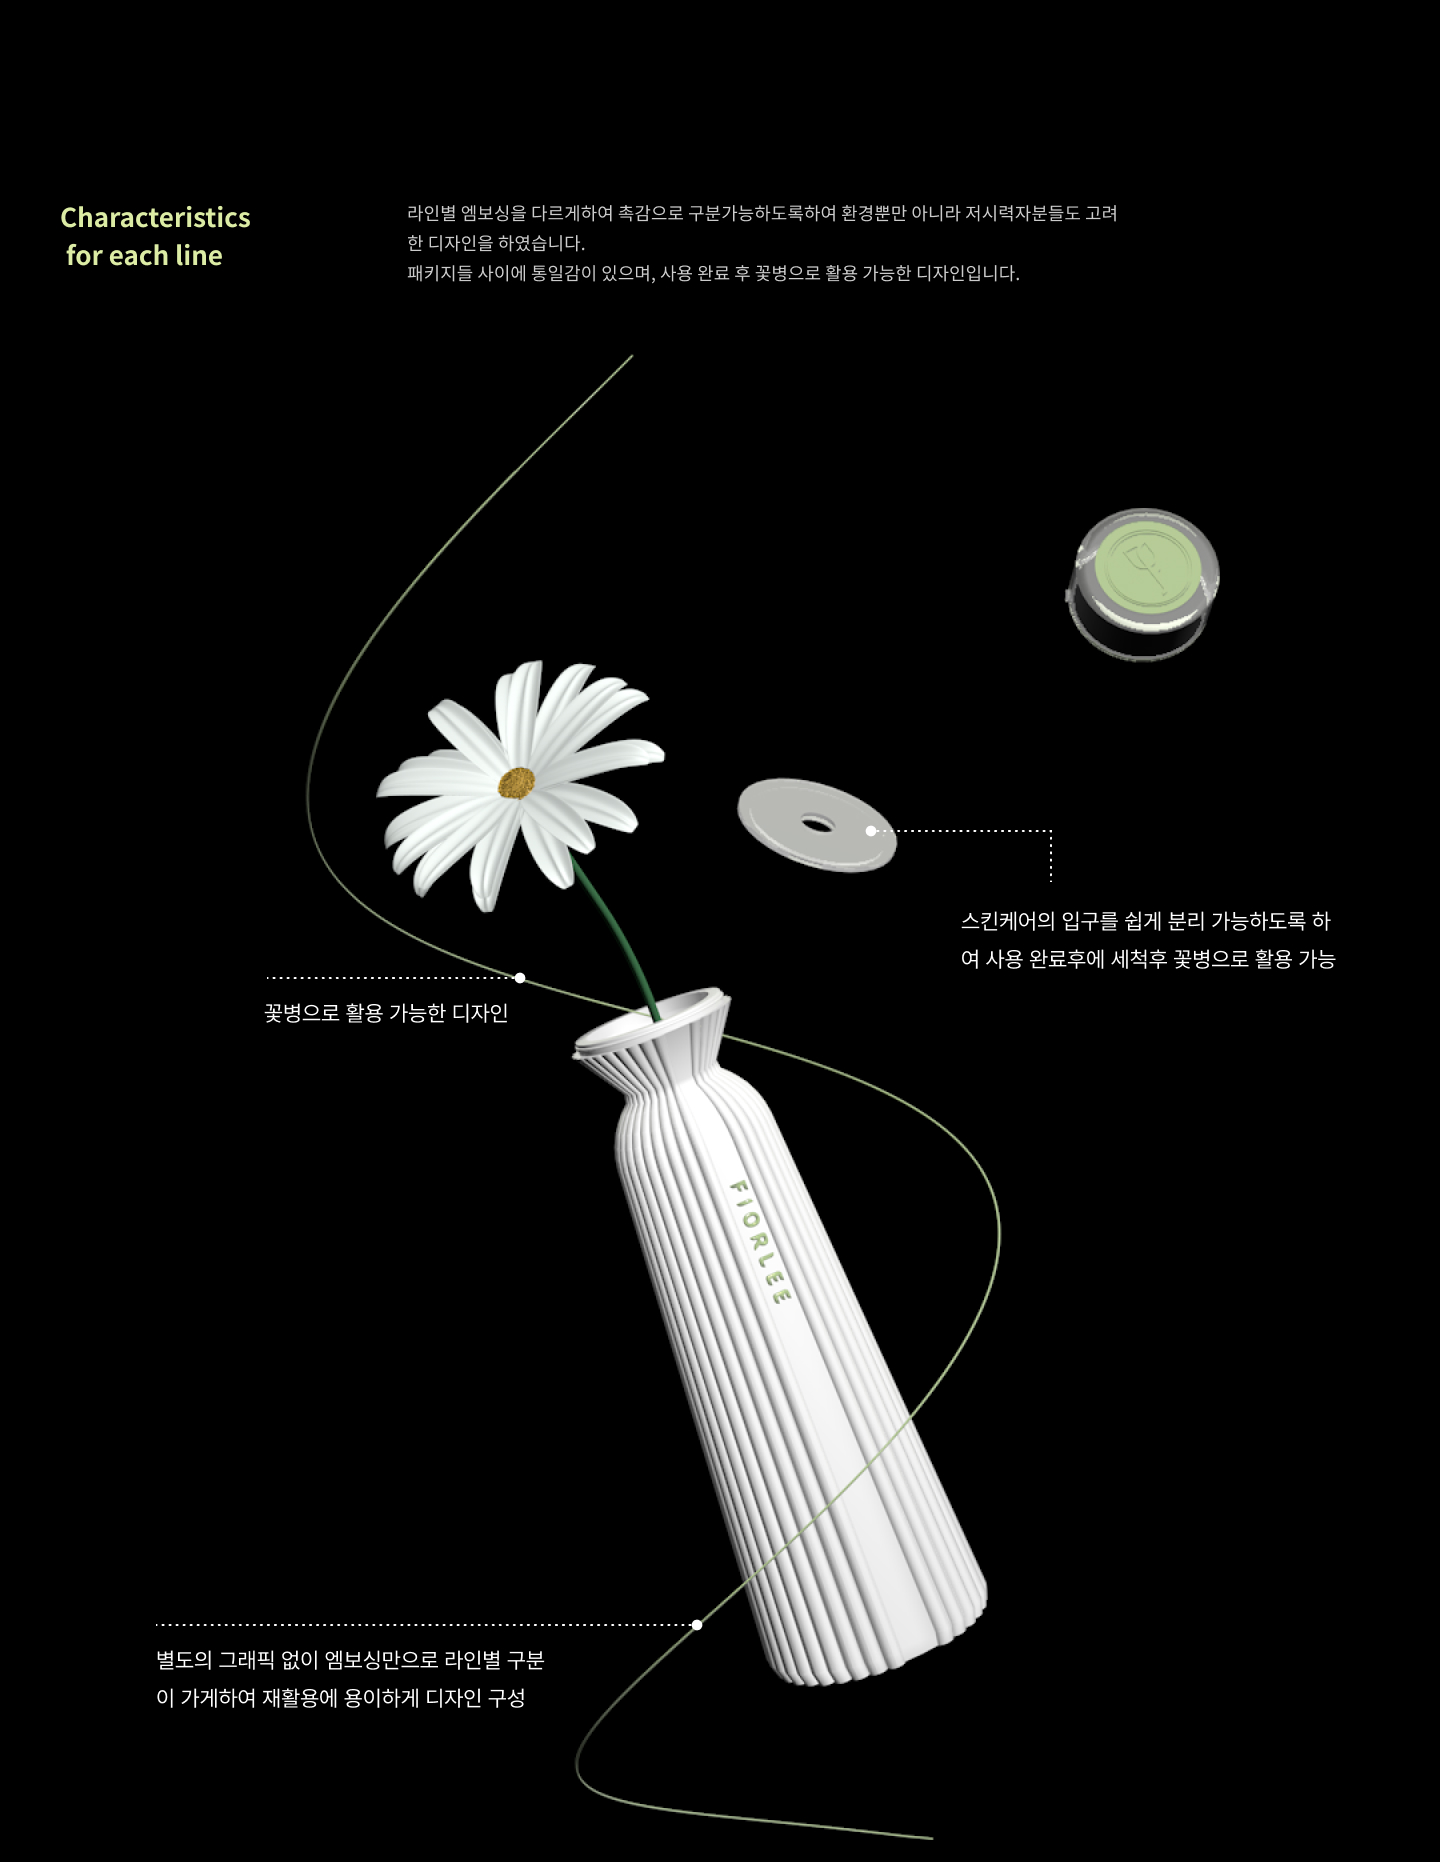 Characteristics
for each line
라인별 엠보싱을 다르게하여 촉감으로 구분가능하도록하여 환경뿐만 아니라 저시력자분들도 고려
한 디자인을 하였습니다.
패키지들 사이에 통일감이 있으며, 사용 완료 후 꽃병으로 활용 가능한 디자인입니다.
스킨케어의 입구를 쉽게 분리 가능하도록 하
여 사용 완료후에 세척후 꽃병으로 활용 가능
꽃병으로 활용 가능한 디자인
FIORLEE
별도의 그래픽 없이 엠보싱만으로 라인별 구분
이 가게하여 재활용에 용이하게 디자인 구성